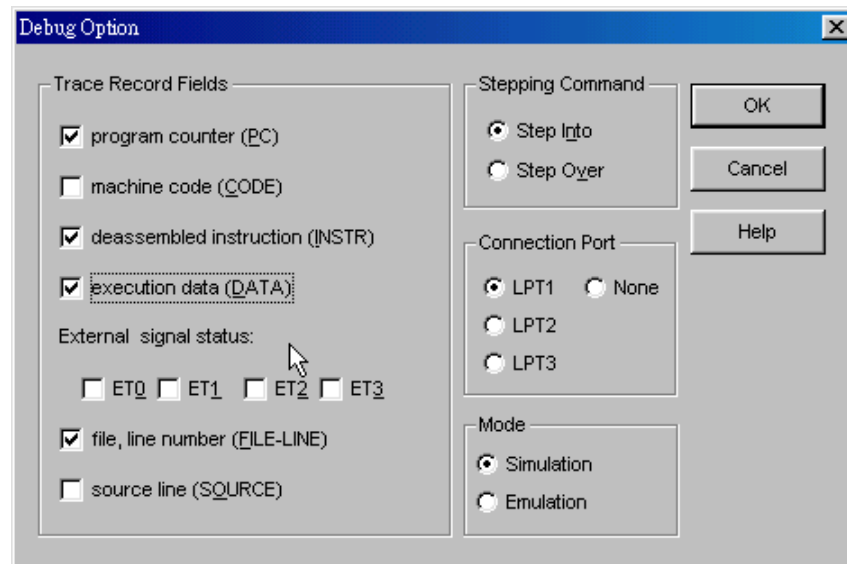 Debug Option
Trace Record Fields
program counter (PC)
machine code (CODE)
deassembled instruction (INSTR)
execution data (DATA)
External signal status:
ET0 ET1 ET2 ET3
file, line number (FILE-LINE)
source line (SOURCE)
Stepping Command
Step Into
Step Over
Connection Port
LPT1 None
LPT2
LPT3
Mode
Simulation
Emulation
OK
Cancel
Help